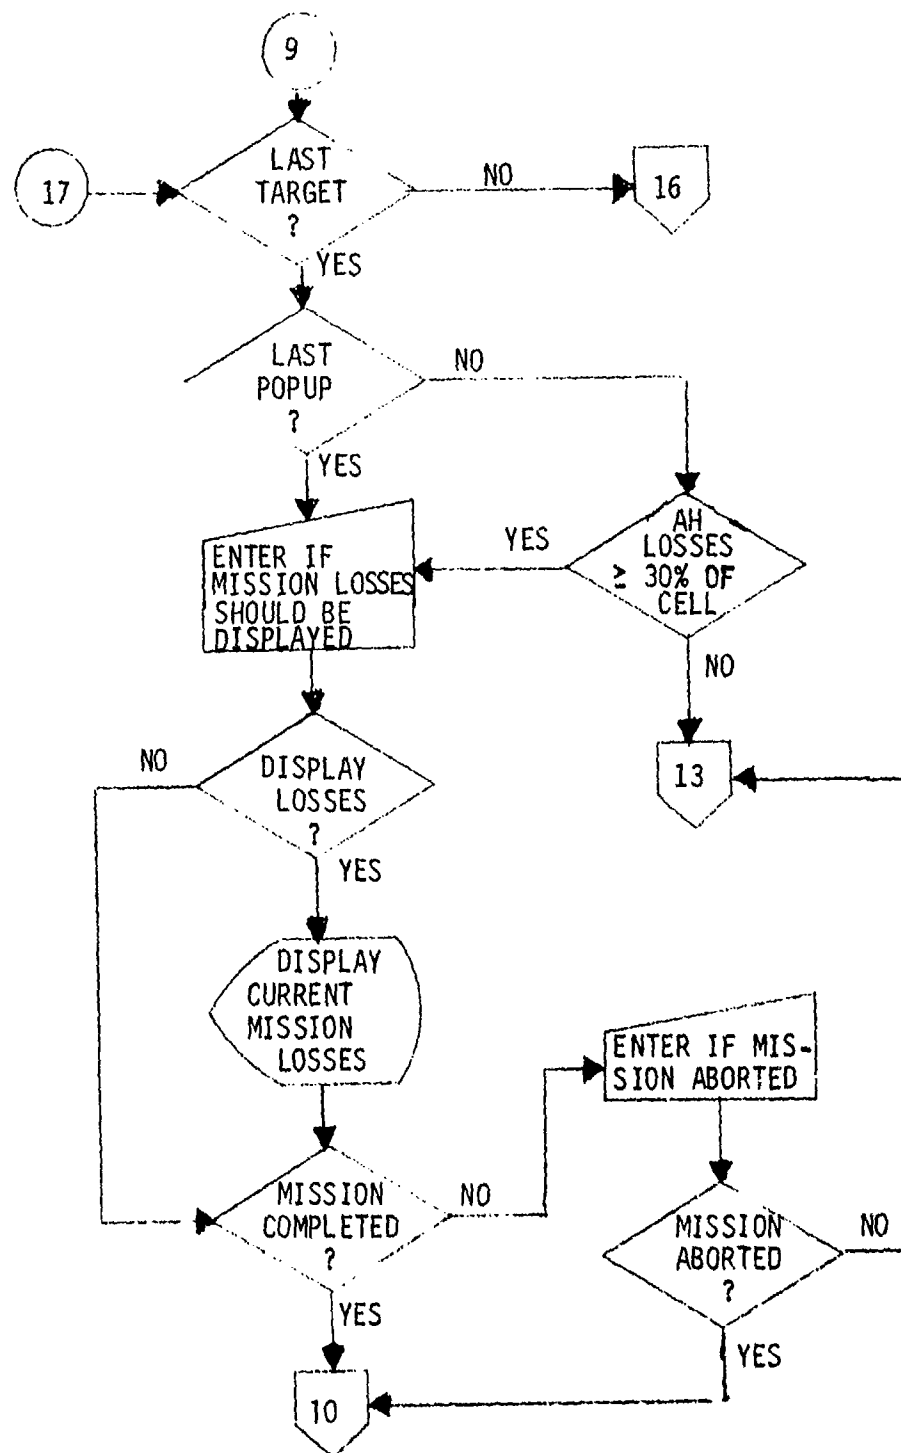 9
17
LAST
TARGET
?
NO
16
YES
LAST
POPUP
?
NO
YES
ENTER IF
MISSION LOSSES
SHOULD BE
DISPLAYED
YES
AH
LOSSES
≥ 30% OF
CELL
NO
13
NO
DISPLAY
LOSSES
?
YES
DISPLAY
CURRENT
MISSION
LOSSES
ENTER IF MIS-
SION ABORTED
MISSION
COMPLETED
?
NO
MISSION
ABORTED
?
NO
YES
YES
10